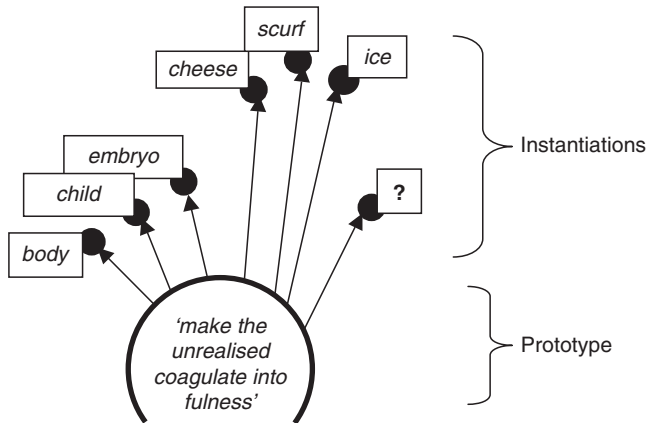 scurf
cheese
ice
embryo
child
body
?
Instantiations
'make the
unrealised
coagulate into
fulness'
Prototype